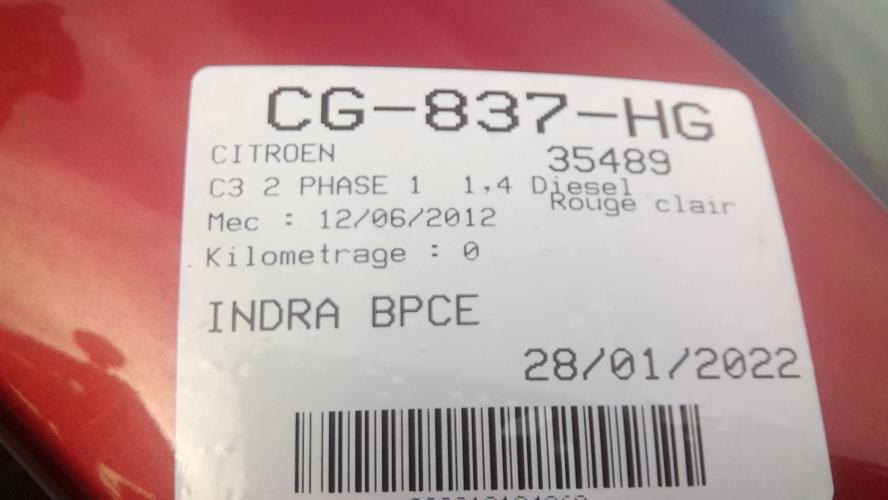 CG-837-HG
CITROEN 35489
C3 2 PHASE 1 1,4 Diesel
Rouge clair
Mec : 12/06/2012
Kilometrage : 0
INDRA BPCE
28/01/2022